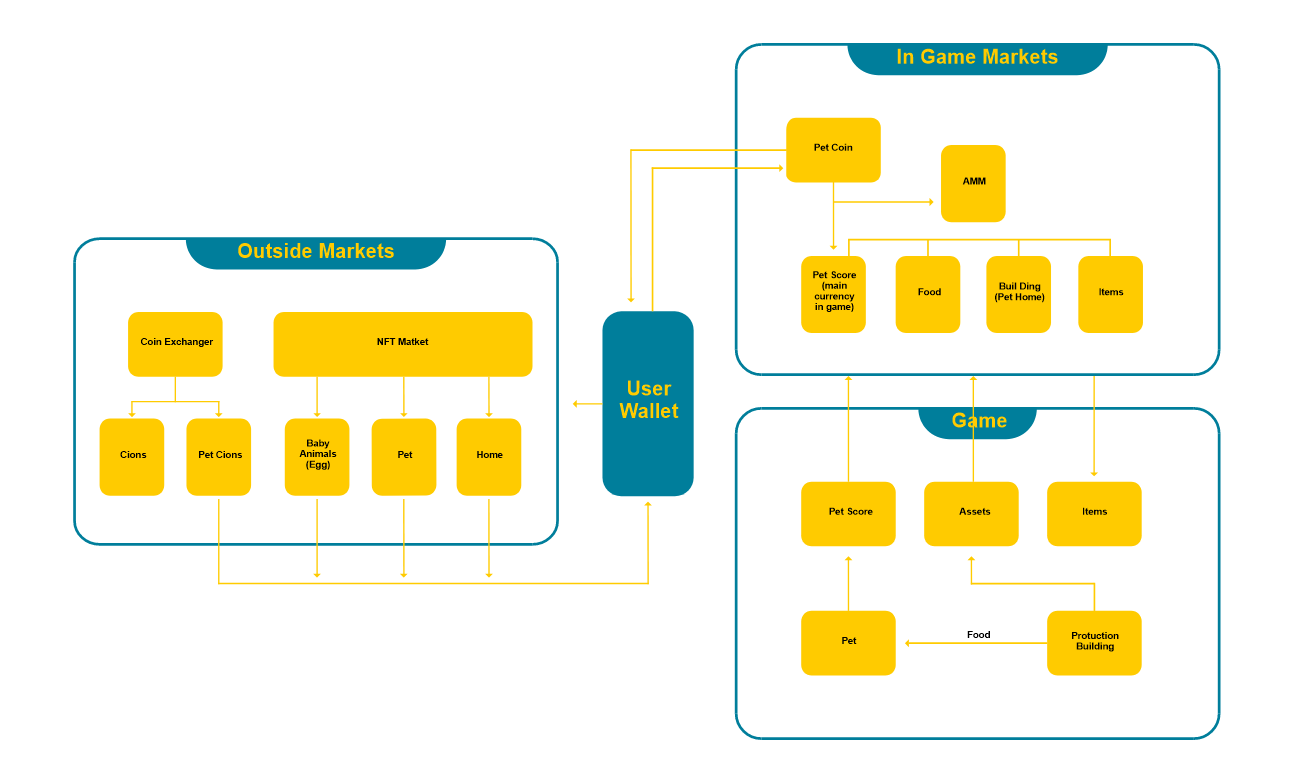 In Game Markets
Pet Coin
AMM
Pet Score
(main
currency
in game)
Food
Buil Ding
(Pet Home)
Items
Outside Markets
Coin Exchanger
NFT Matket
Cions
Pet Cions
Baby
Animals
(Egg)
Pet
Home
User
Wallet
Game
Pet Score
Assets
Items
Pet
Food
Protuction
Building